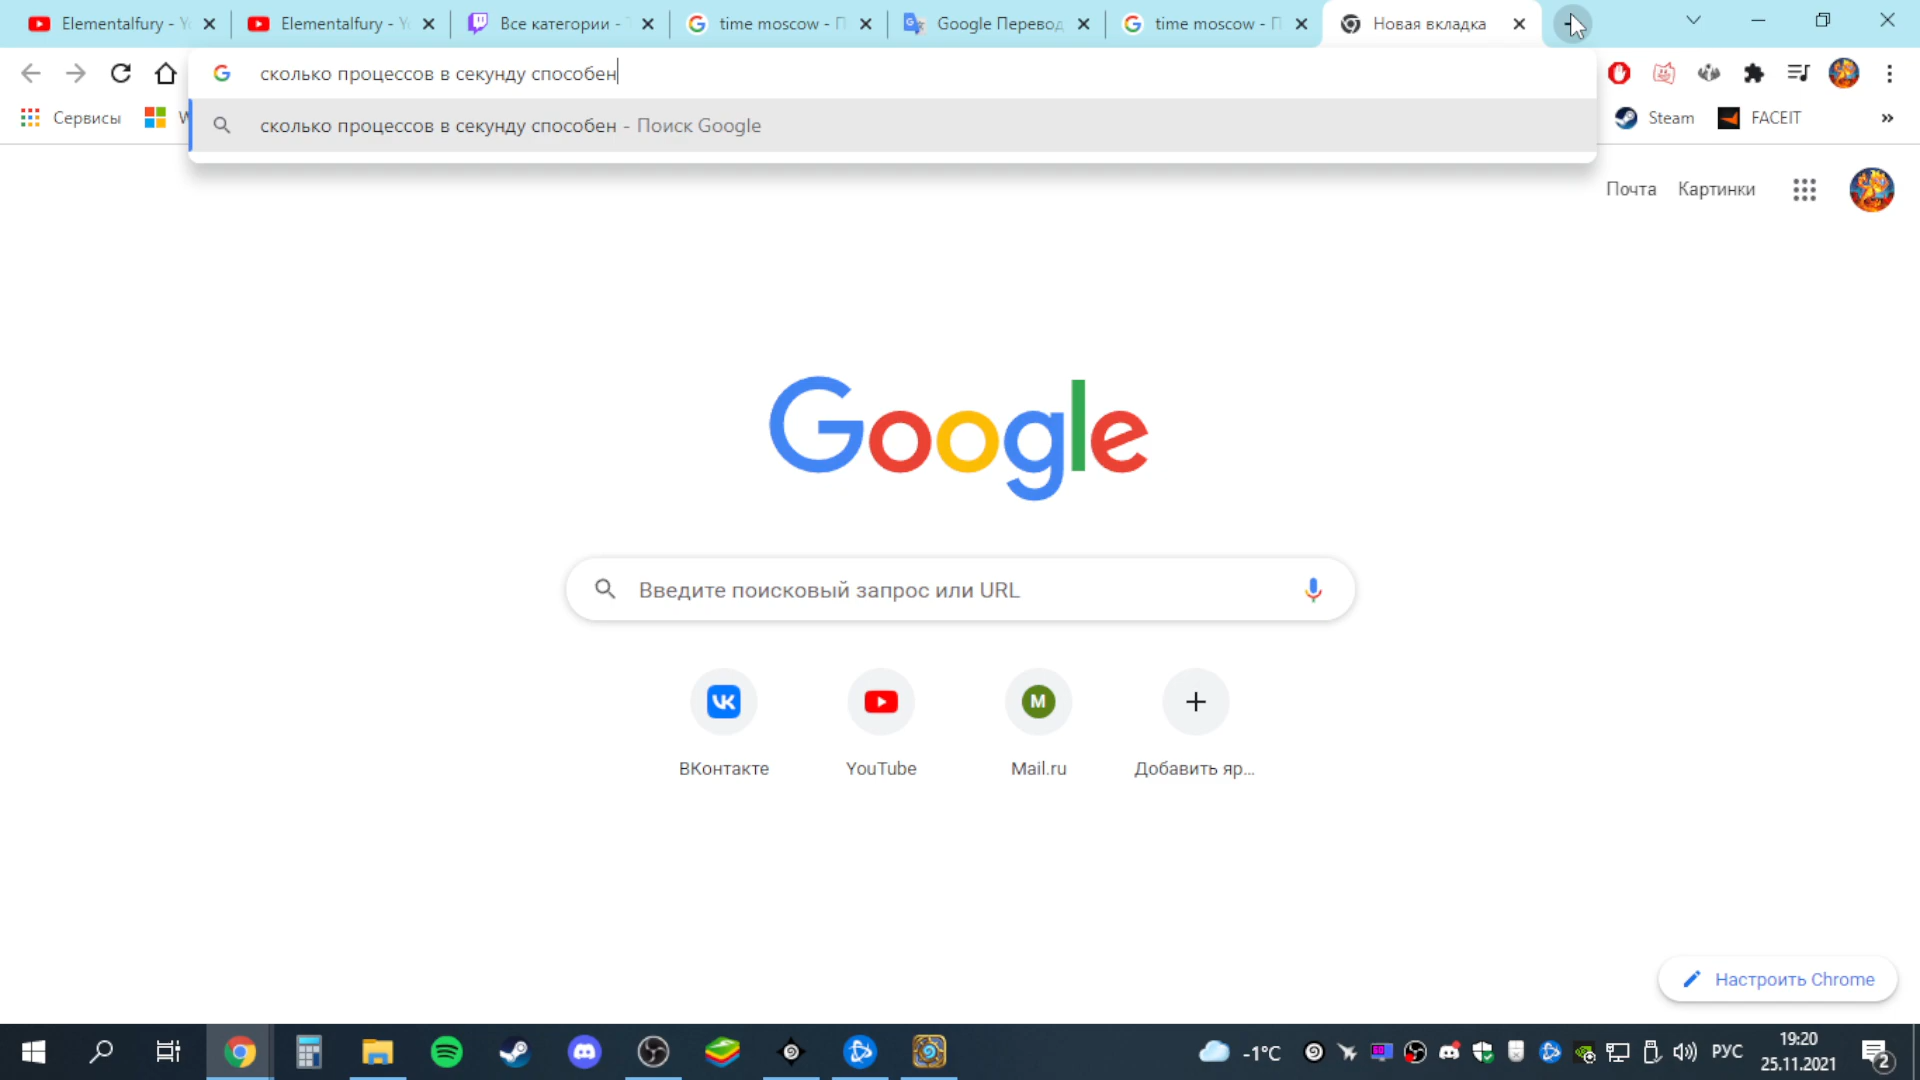 Elementalfury - Yo
Elementalfury - Yo
Все категории - T
time moscow - П
Google Перевод
time moscow - П
Новая вкладка
сколько процессов в секунду способен
сколько процессов в секунду способен - Поиск Google
Сервисы
Steam
FACEIT
Почта
Картинки
Google
Введите поисковый запрос или URL
ВКонтакте
YouTube
Mail.ru
Добавить яр...
M
Настроить Chrome
-1°C
РУС
19:20
25.11.2021
2